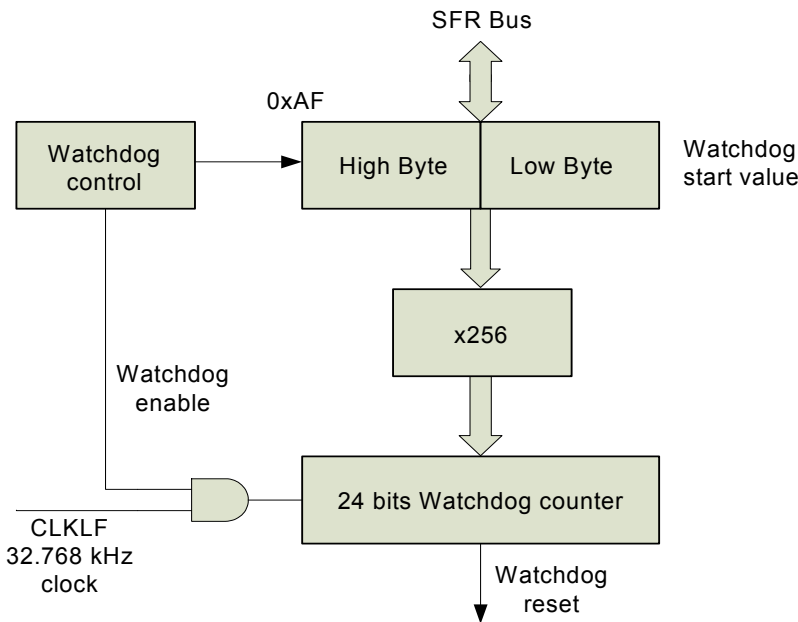 SFR Bus
0xAF
Watchdog
control
High Byte
Low Byte
Watchdog
start value
x256
Watchdog
enable
24 bits Watchdog counter
CLKLF
32.768 kHz
clock
Watchdog
reset